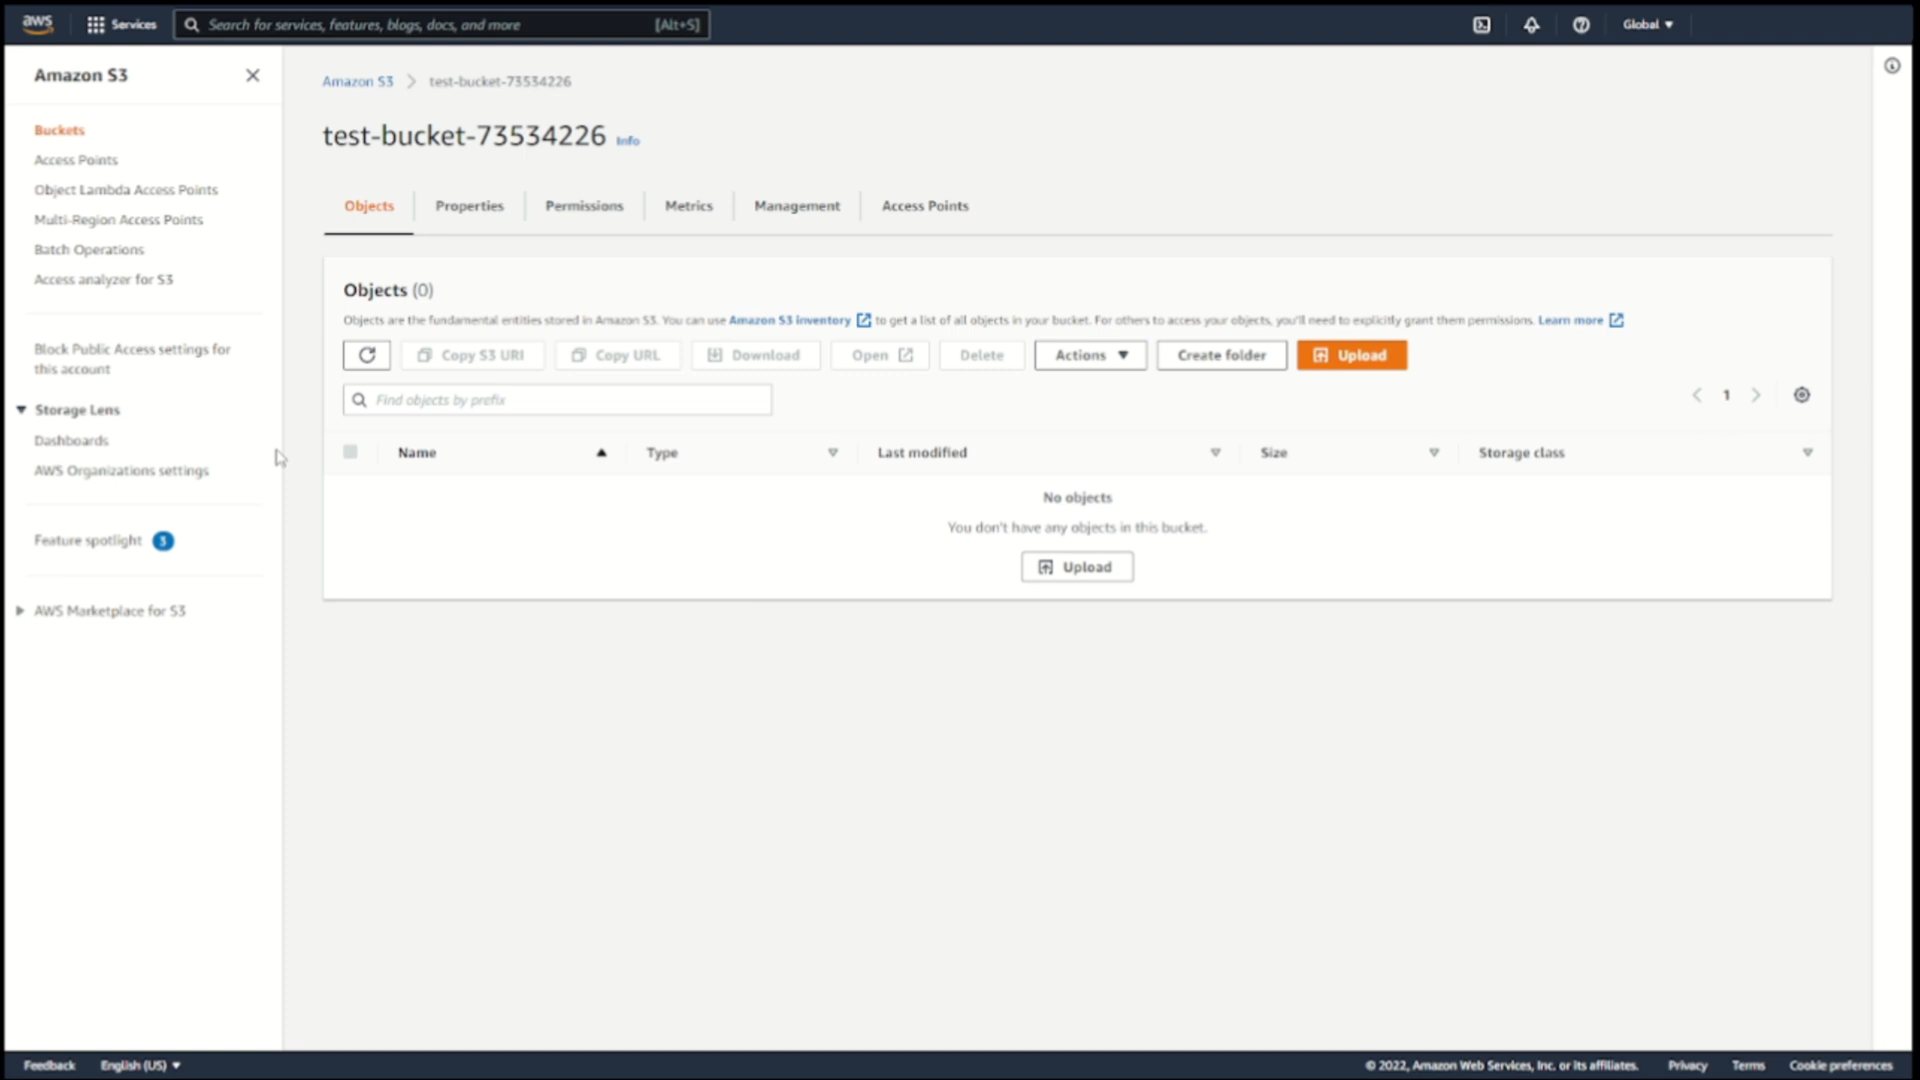 aws
Services
Search for services, features, blogs, docs, and more
[Alt+S]
Global
Amazon S3
Buckets
Access Points
Object Lambda Access Points
Multi-Region Access Points
Batch Operations
Access analyzer for S3
Block Public Access settings for
this account
Storage Lens
Dashboards
AWS Organizations settings
Feature spotlight 3
AWS Marketplace for S3
Amazon S3 > test-bucket-73534226
test-bucket-73534226 Info
Objects Properties Permissions Metrics Management Access Points
Objects (0)
Objects are the fundamental entities stored in Amazon S3. You can use Amazon S3 inventory to get a list of all objects in your bucket. For others to access your objects, you'll need to explicitly grant them permissions. Learn more
Copy S3 URI Copy URL Download Open Delete Actions Create folder Upload
Find objects by prefix
1
Name Type Last modified Size Storage class
No objects
You don't have any objects in this bucket.
Upload
Feedback English (US) © 2022, Amazon Web Services, Inc. or its affiliates. Privacy Terms Cookie preferences